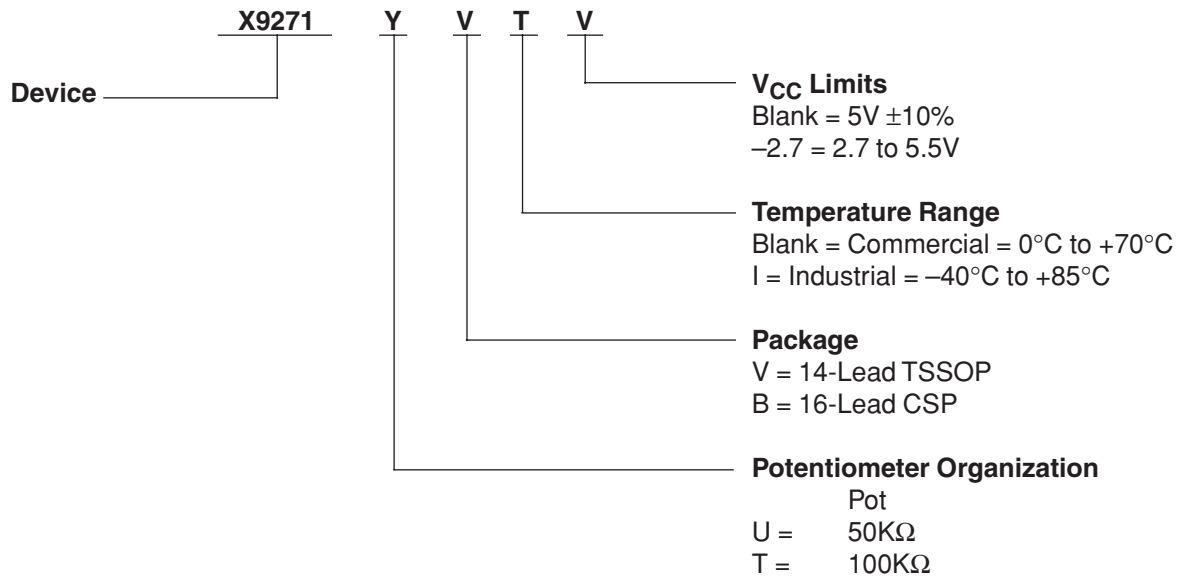 X9271 Y V T V
Device
VCC Limits
Blank = 5V ±10%
–2.7 = 2.7 to 5.5V
Temperature Range
Blank = Commercial = 0°C to +70°C
I = Industrial = –40°C to +85°C
Package
V = 14-Lead TSSOP
B = 16-Lead CSP
Potentiometer Organization
Pot
U = 50KΩ
T = 100KΩ